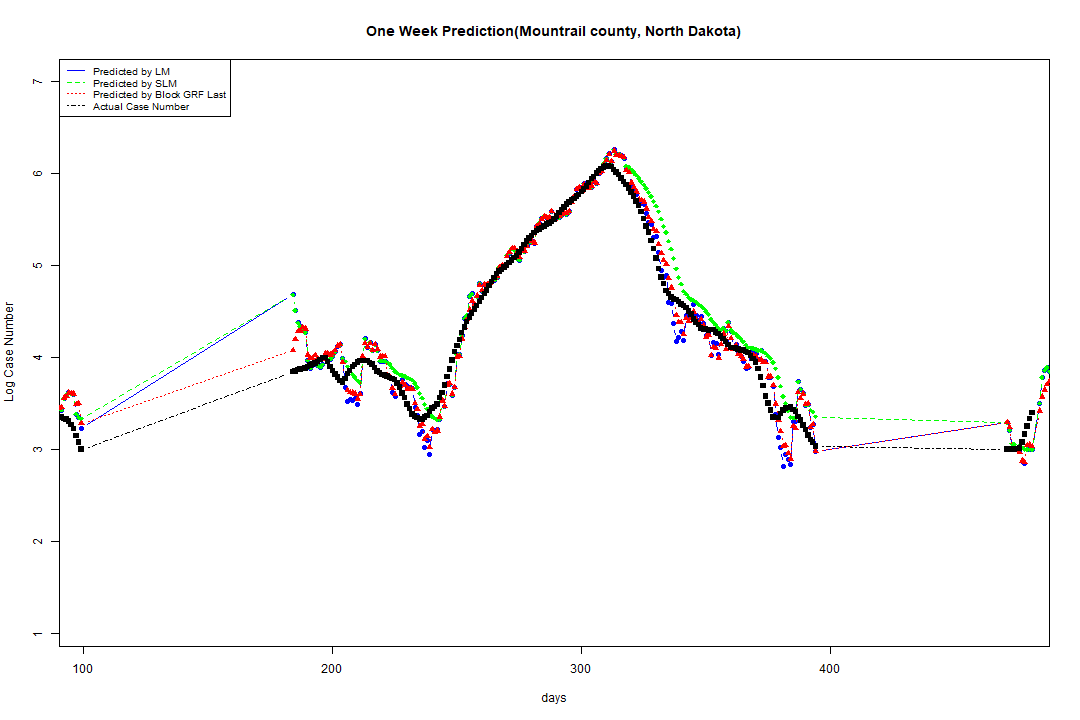 One Week Prediction(Mountrail county, North Dakota)
Predicted by LM
Predicted by SLM
Predicted by Block GRF Last
Actual Case Number
Log Case Number
7
6
5
4
3
2
1
100 200 300 400
days